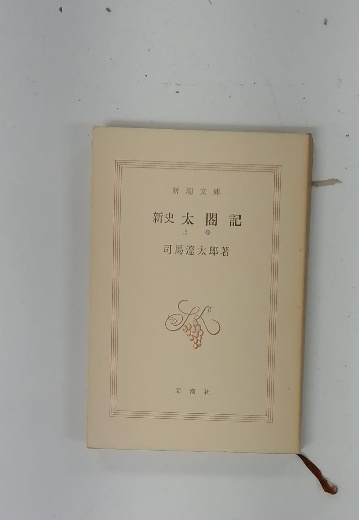 新潮文庫
新史 太閤記
上巻
司馬遼太郎著
新潮社